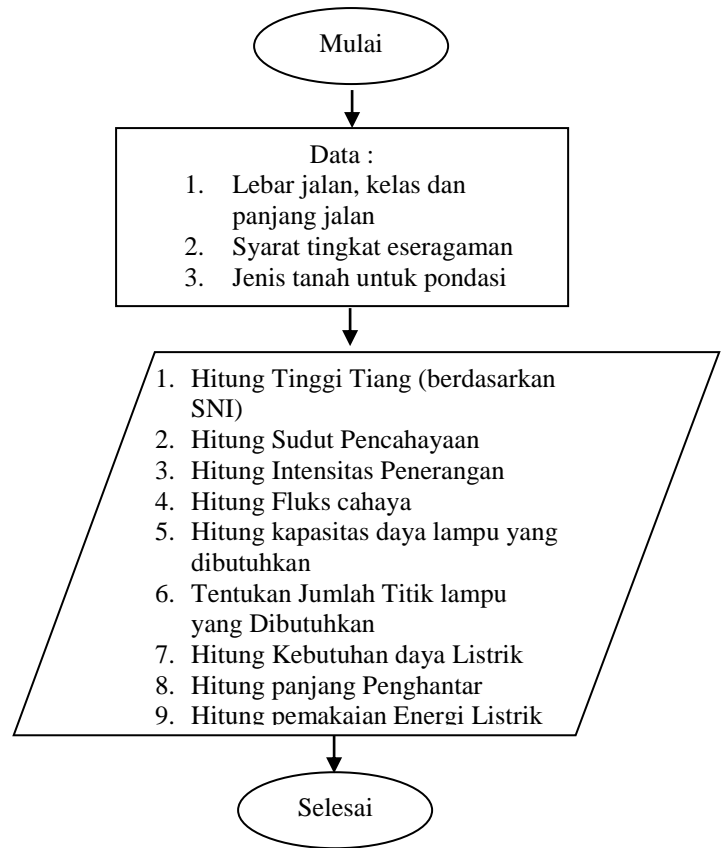 Mulai
Data :
1. Lebar jalan, kelas dan
panjang jalan
2. Syarat tingkat eseragaman
3. Jenis tanah untuk pondasi
1. Hitung Tinggi Tiang (berdasarkan
SNI)
2. Hitung Sudut Pencahayaan
3. Hitung Intensitas Penerangan
4. Hitung Fluks cahaya
5. Hitung kapasitas daya lampu yang
dibutuhkan
6. Tentukan Jumlah Titik lampu
yang Dibutuhkan
7. Hitung Kebutuhan daya Listrik
8. Hitung panjang Penghantar
9. Hitung pemakaian Energi Listrik
Selesai